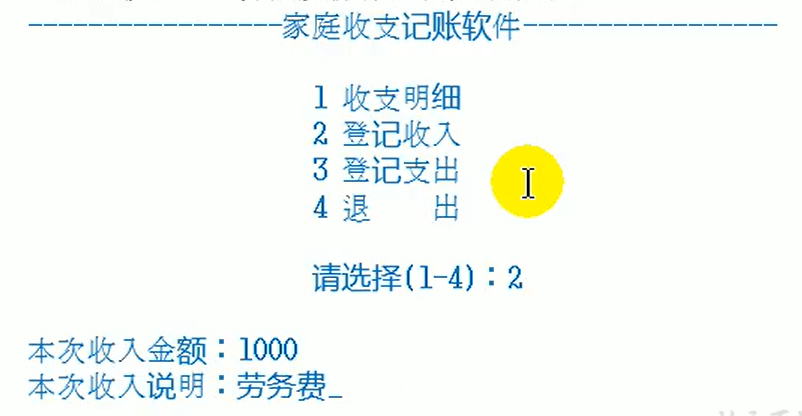 -----------------家庭收支记账软件-----------------
1 收支明细
2 登记收入
3 登记支出
4 退 出
请选择(1-4)：2
本次收入金额：1000
本次收入说明：劳务费_